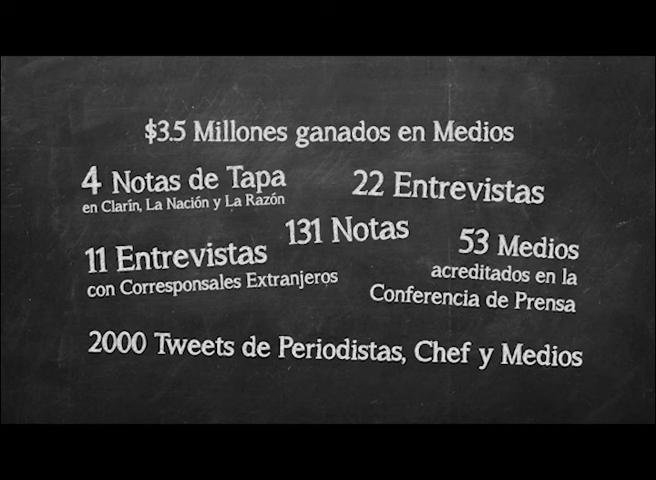 $3.5 Millones ganados en Medios
4 Notas de Tapa
en Clarín, La Nación y La Razón
22 Entrevistas
131 Notas
11 Entrevistas
con Corresponsales Extranjeros
53 Medios
acreditados en la
Conferencia de Prensa
2000 Tweets de Periodistas, Chef y Medios